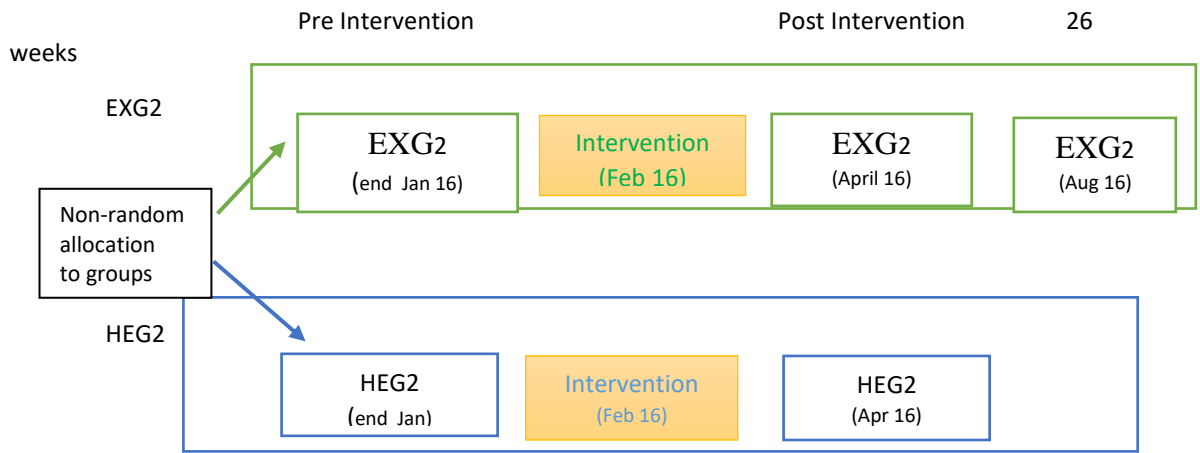 Pre Intervention Post Intervention 26
weeks
EXG2
EXG2
(end Jan 16)
Intervention
(Feb 16)
EXG2
(April 16)
EXG2
(Aug 16)
Non-random
allocation
to groups
HEG2
HEG2
(end Jan)
Intervention
(Feb 16)
HEG2
(Apr 16)